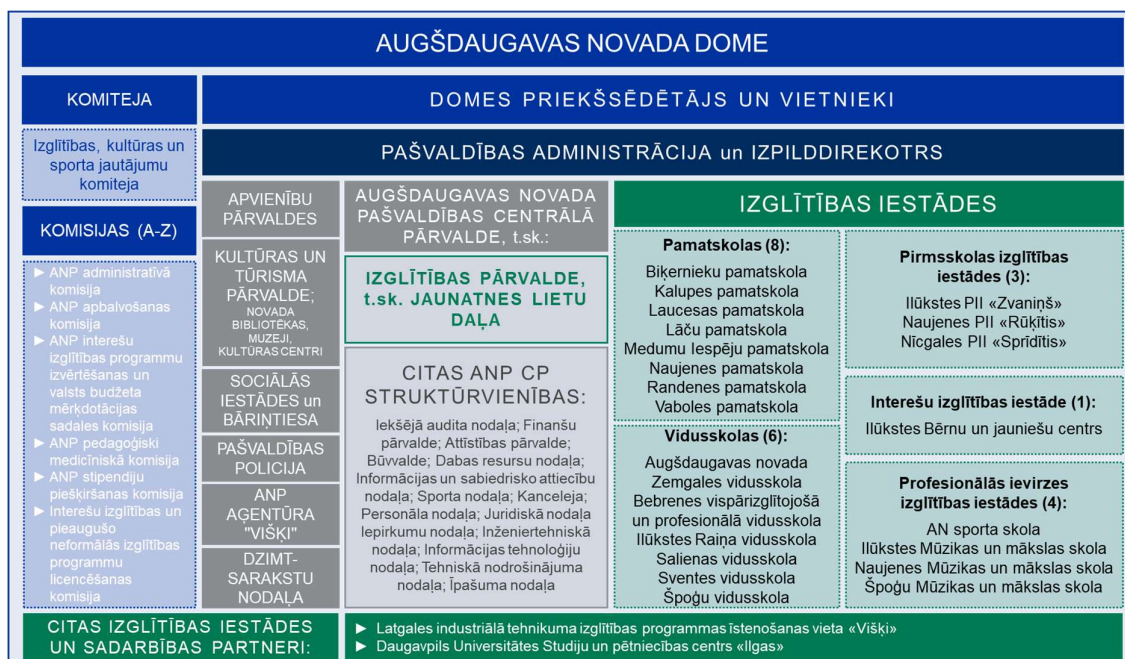 AUGŠDAUGAVAS NOVADA DOME
KOMITEJA
DOMES PRIEKŠSĒDĒTĀJS UN VIETNIEKI
Izglītības, kultūras un
sporta jautājumu
komiteja
PAŠVALDĪBAS ADMINISTRĀCIJA un IZPILDDIREKOTRS
KOMISIJAS (A-Z)
► ANP administratīvā
komisija
► ANP apbalvošanas
komisija
► ANP interešu
izglītības programmu
izvērtēšanas un
valsts budžeta
mērķdotācijas
sadales komisija
► ANP pedagoģiski
medicīniskā komisija
► ANP stipendiju
piešķiršanas komisija
► Interešu izglītības un
pieaugušo
neformālās izglītības
programmu
licencēšanas
komisija
APVIENĪBU
PĀRVALDES
KULTŪRAS UN
TŪRISMA
PĀRVALDE;
NOVADA
BIBLIOTĒKAS,
MUZEJI,
KULTŪRAS CENTRI
SOCIĀLĀS
IESTĀDES un
BĀRIŅTIESA
PAŠVALDĪBAS
POLICIJA
ANP
AĢENTŪRA
"VIŠĶI"
DZIMT-
SARAKSTU
NODAĻA
AUGŠDAUGAVAS NOVADA
PAŠVALDĪBAS CENTRĀLĀ
PĀRVALDE, t.sk.:
IZGLĪTĪBAS PĀRVALDE,
t.sk. JAUNATNES LIETU
DAĻA
CITAS ANP CP
STRUKTŪRVIENĪBAS:
Iekšējā audita nodaļa; Finanšu
pārvalde; Attīstības pārvalde;
Būvvalde; Dabas resursu nodaļa;
Informācijas un sabiedrisko attiecību
nodaļa; Sporta nodaļa; Kanceleja;
Personāla nodaļa; Juridiskā nodaļa
Iepirkumu nodaļa; Inženiertehniskā
nodaļa; Informācijas tehnoloģiju
nodaļa; Tehniskā nodrošinājuma
nodaļa; Īpašuma nodaļa
IZGLĪTĪBAS IESTĀDES
Pamatskolas (8):
Biķernieku pamatskola
Kalupes pamatskola
Laucesas pamatskola
Lāču pamatskola
Medumu Iespēju pamatskola
Naujenes pamatskola
Randenes pamatskola
Vaboles pamatskola
Vidusskolas (6):
Augšdaugavas novada
Zemgales vidusskola
Bebrenes vispārizglītojošā
un profesionālā vidusskola
Ilūkstes Raiņa vidusskola
Salienas vidusskola
Sventes vidusskola
Špoģu vidusskola
Pirmsskolas izglītības
iestādes (3):
Ilūkstes PII «Zvaniņš»
Naujenes PII «Rūķītis»
Nīcgales PII «Sprīdītis»
Interešu izglītības iestāde (1):
Ilūkstes Bērnu un jauniešu centrs
Profesionālās ievirzes
izglītības iestādes (4):
AN sporta skola
Ilūkstes Mūzikas un mākslas skola
Naujenes Mūzikas un mākslas skola
Špoģu Mūzikas un mākslas skola
CITAS IZGLĪTĪBAS IESTĀDES
UN SADARBĪBAS PARTNERI:
► Latgales industriālā tehnikuma izglītības programmas īstenošanas vieta «Višķi»
► Daugavpils Universitātes Studiju un pētniecības centrs «Ilgas»